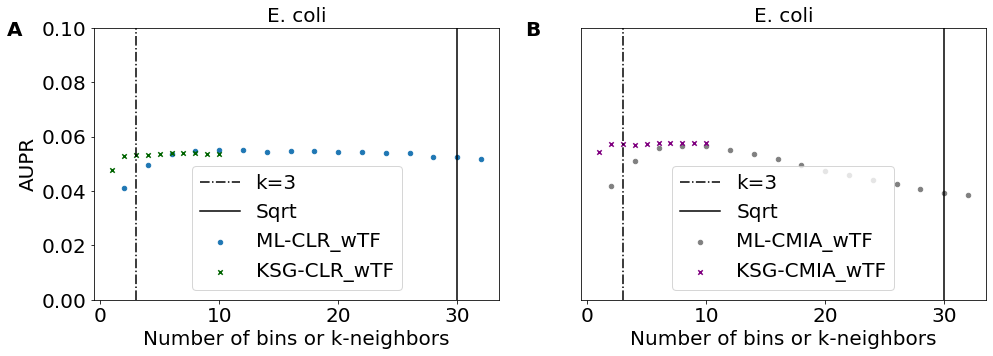 A
E. coli
AUPR
0.10
0.08
0.06
0.04
0.02
0.00
0
10
20
30
Number of bins or k-neighbors
k=3
Sqrt
ML-CLR_wTF
KSG-CLR_wTF
B
E. coli
0
10
20
30
Number of bins or k-neighbors
k=3
Sqrt
ML-CMIA_wTF
KSG-CMIA_wTF